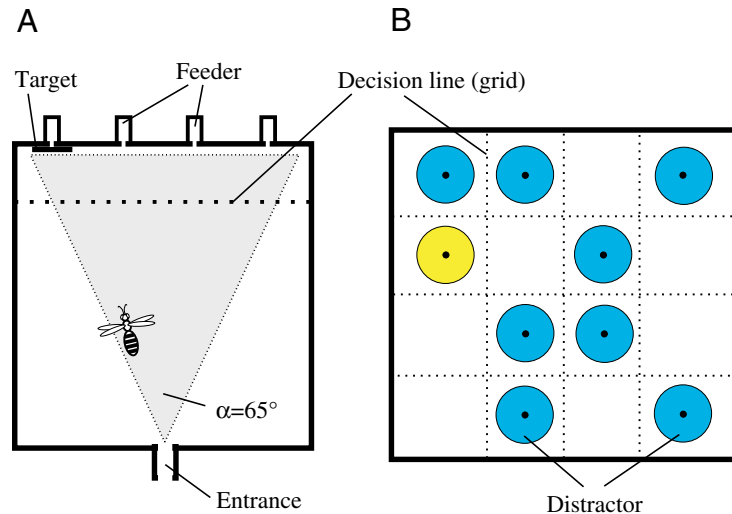 A
B
Target
Feeder
Decision line (grid)
α=65°
Entrance
Distractor